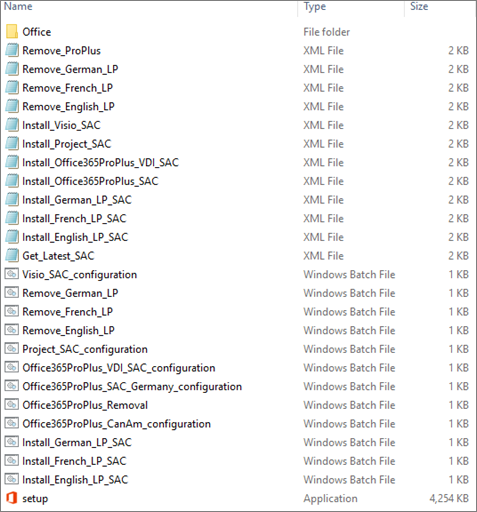 Name Type Size
Office File folder
Remove_ProPlus XML File 2 KB
Remove_German_LP XML File 2 KB
Remove_French_LP XML File 2 KB
Remove_English_LP XML File 2 KB
Install_Visio_SAC XML File 2 KB
Install_Project_SAC XML File 2 KB
Install_Office365ProPlus_VDI_SAC XML File 2 KB
Install_Office365ProPlus_SAC XML File 2 KB
Install_German_LP_SAC XML File 2 KB
Install_French_LP_SAC XML File 2 KB
Install_English_LP_SAC XML File 2 KB
Get_Latest_SAC XML File 2 KB
Visio_SAC_configuration Windows Batch File 1 KB
Remove_German_LP Windows Batch File 1 KB
Remove_French_LP Windows Batch File 1 KB
Remove_English_LP Windows Batch File 1 KB
Project_SAC_configuration Windows Batch File 1 KB
Office365ProPlus_VDI_SAC_configuration Windows Batch File 1 KB
Office365ProPlus_SAC_Germany_configuration Windows Batch File 1 KB
Office365ProPlus_Removal Windows Batch File 1 KB
Office365ProPlus_CanAm_configuration Windows Batch File 1 KB
Install_German_LP_SAC Windows Batch File 1 KB
Install_French_LP_SAC Windows Batch File 1 KB
Install_English_LP_SAC Windows Batch File 1 KB
setup Application 4,254 KB